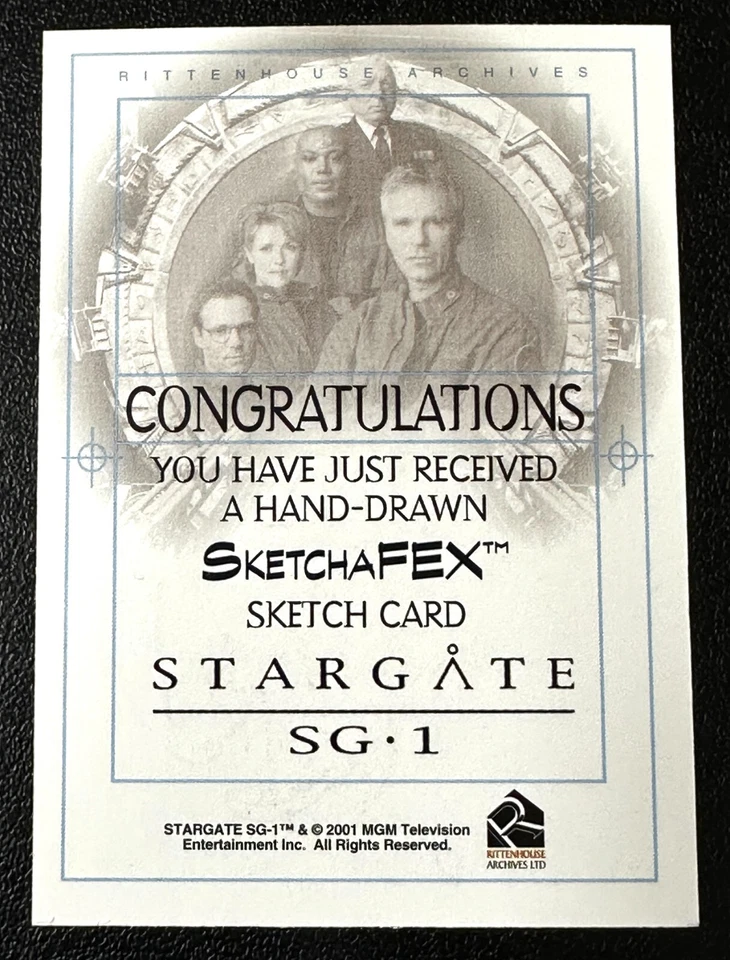 RITTENHOUSE ARCHIVES
CONGRATULATIONS
YOU HAVE JUST RECEIVED
A HAND-DRAWN
SKETCHAFEX™
SKETCH CARD
STARGATE
SG·1
STARGATE SG-1™ & © 2001 MGM Television
Entertainment Inc. All Rights Reserved.
RITTENHOUSE
ARCHIVES LTD